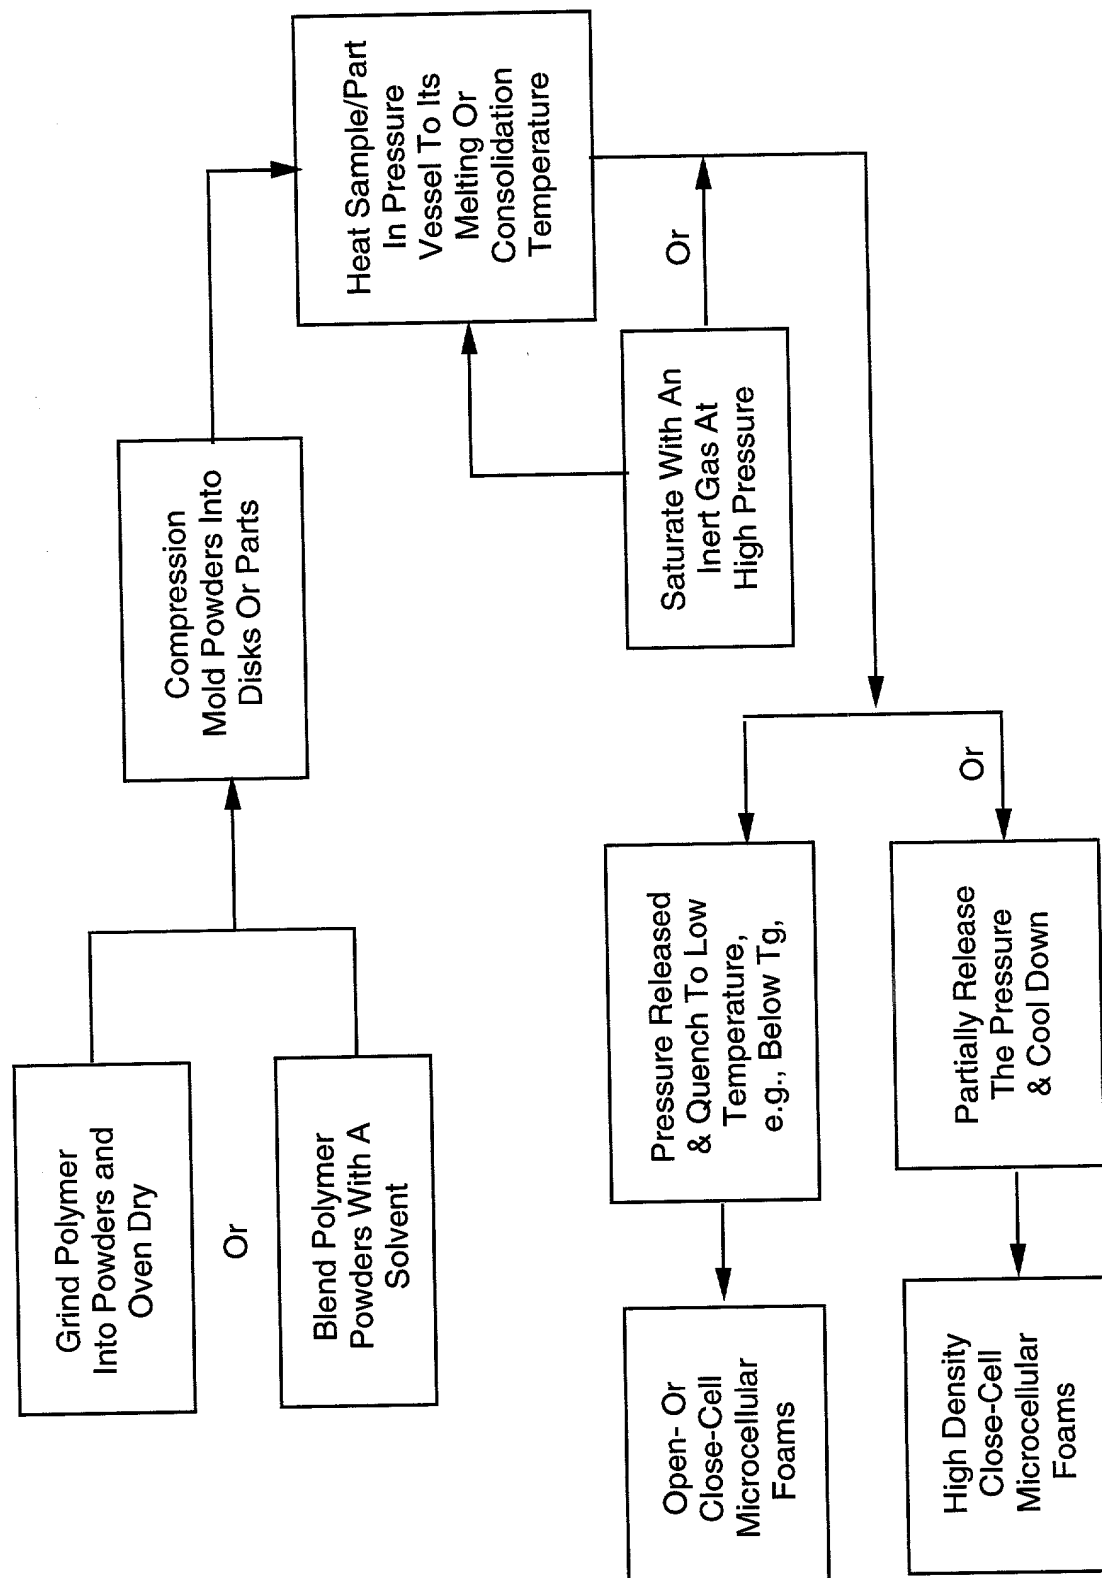 Grind Polymer
Into Powders and
Oven Dry
Or
Blend Polymer
Powders With A
Solvent
Compression
Mold Powders Into
Disks Or Parts
Heat Sample/Part
In Pressure
Vessel To Its
Melting Or
Consolidation
Temperature
Saturate With An
Inert Gas At
High Pressure
Or
Pressure Released
& Quench To Low
Temperature,
e.g., Below Tg,
Or
Partially Release
The Pressure
& Cool Down
Open- Or
Close-Cell
Microcellular
Foams
High Density
Close-Cell
Microcellular
Foams